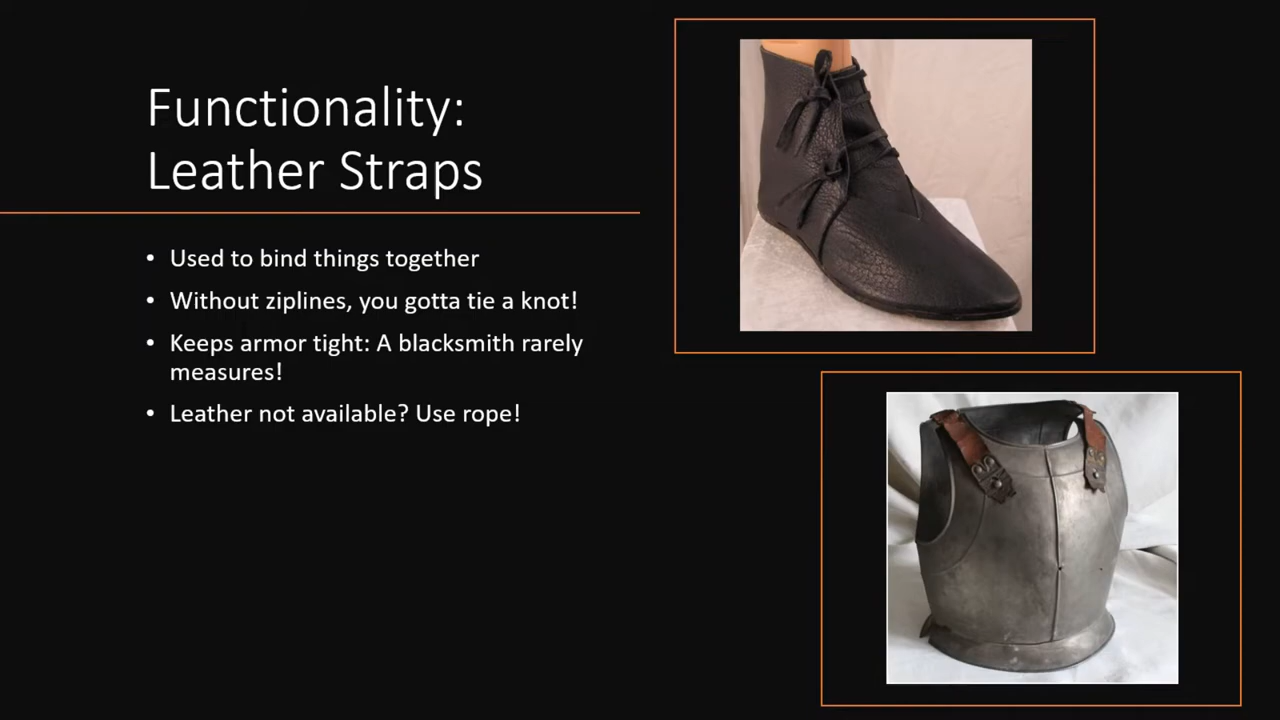 Functionality:
Leather Straps
• Used to bind things together
• Without ziplines, you gotta tie a knot!
• Keeps armor tight: A blacksmith rarely
measures!
• Leather not available? Use rope!